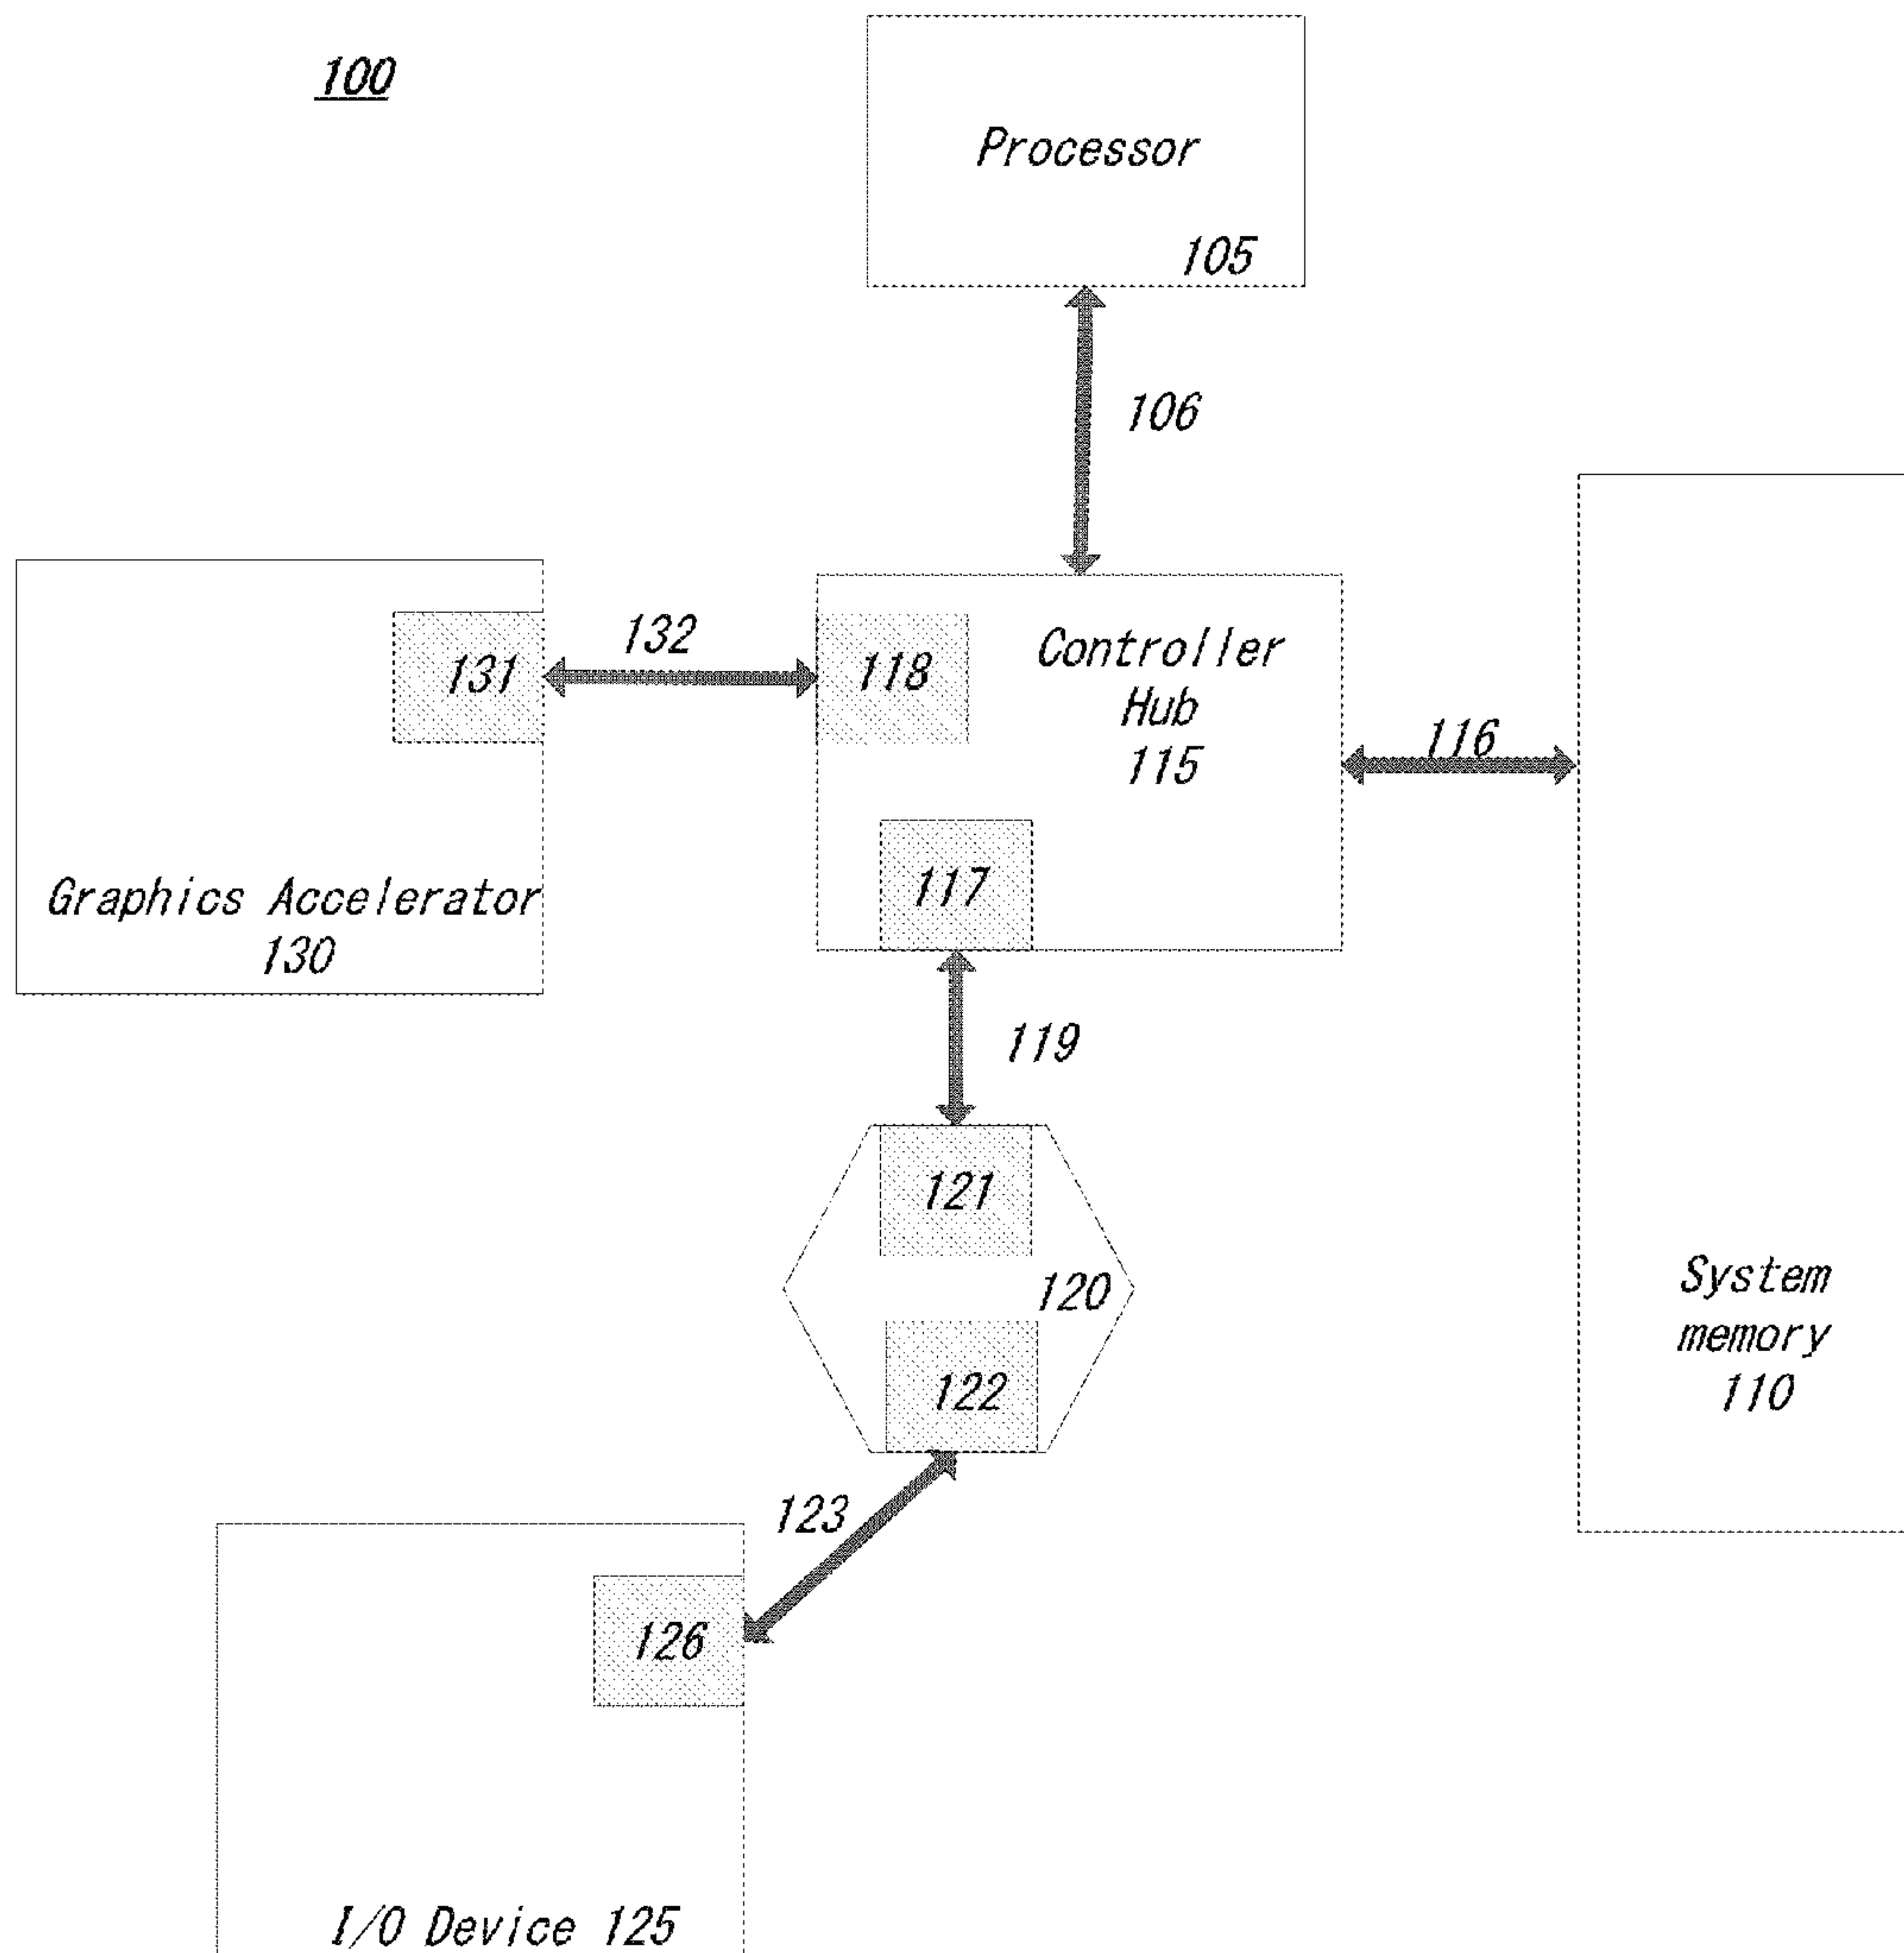 100
Processor
105
106
132
131
118
Controller
Hub
115
116
117
Graphics Accelerator
130
119
121
120
122
System
memory
110
123
126
I/O Device 125